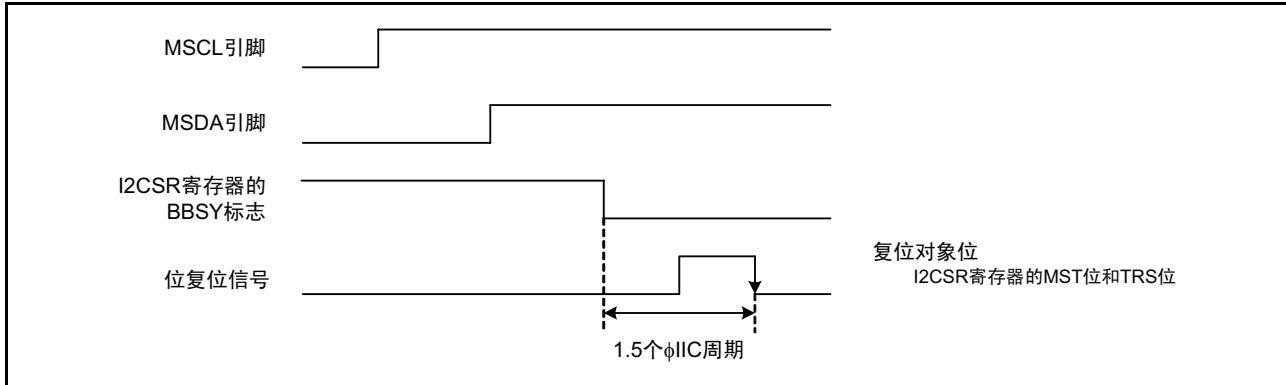 MSCL引脚
MSDA引脚
I2CSR寄存器的
BBSY标志
位复位信号
复位对象位
I2CSR寄存器的MST位和TRS位
1.5个ϕIIC周期